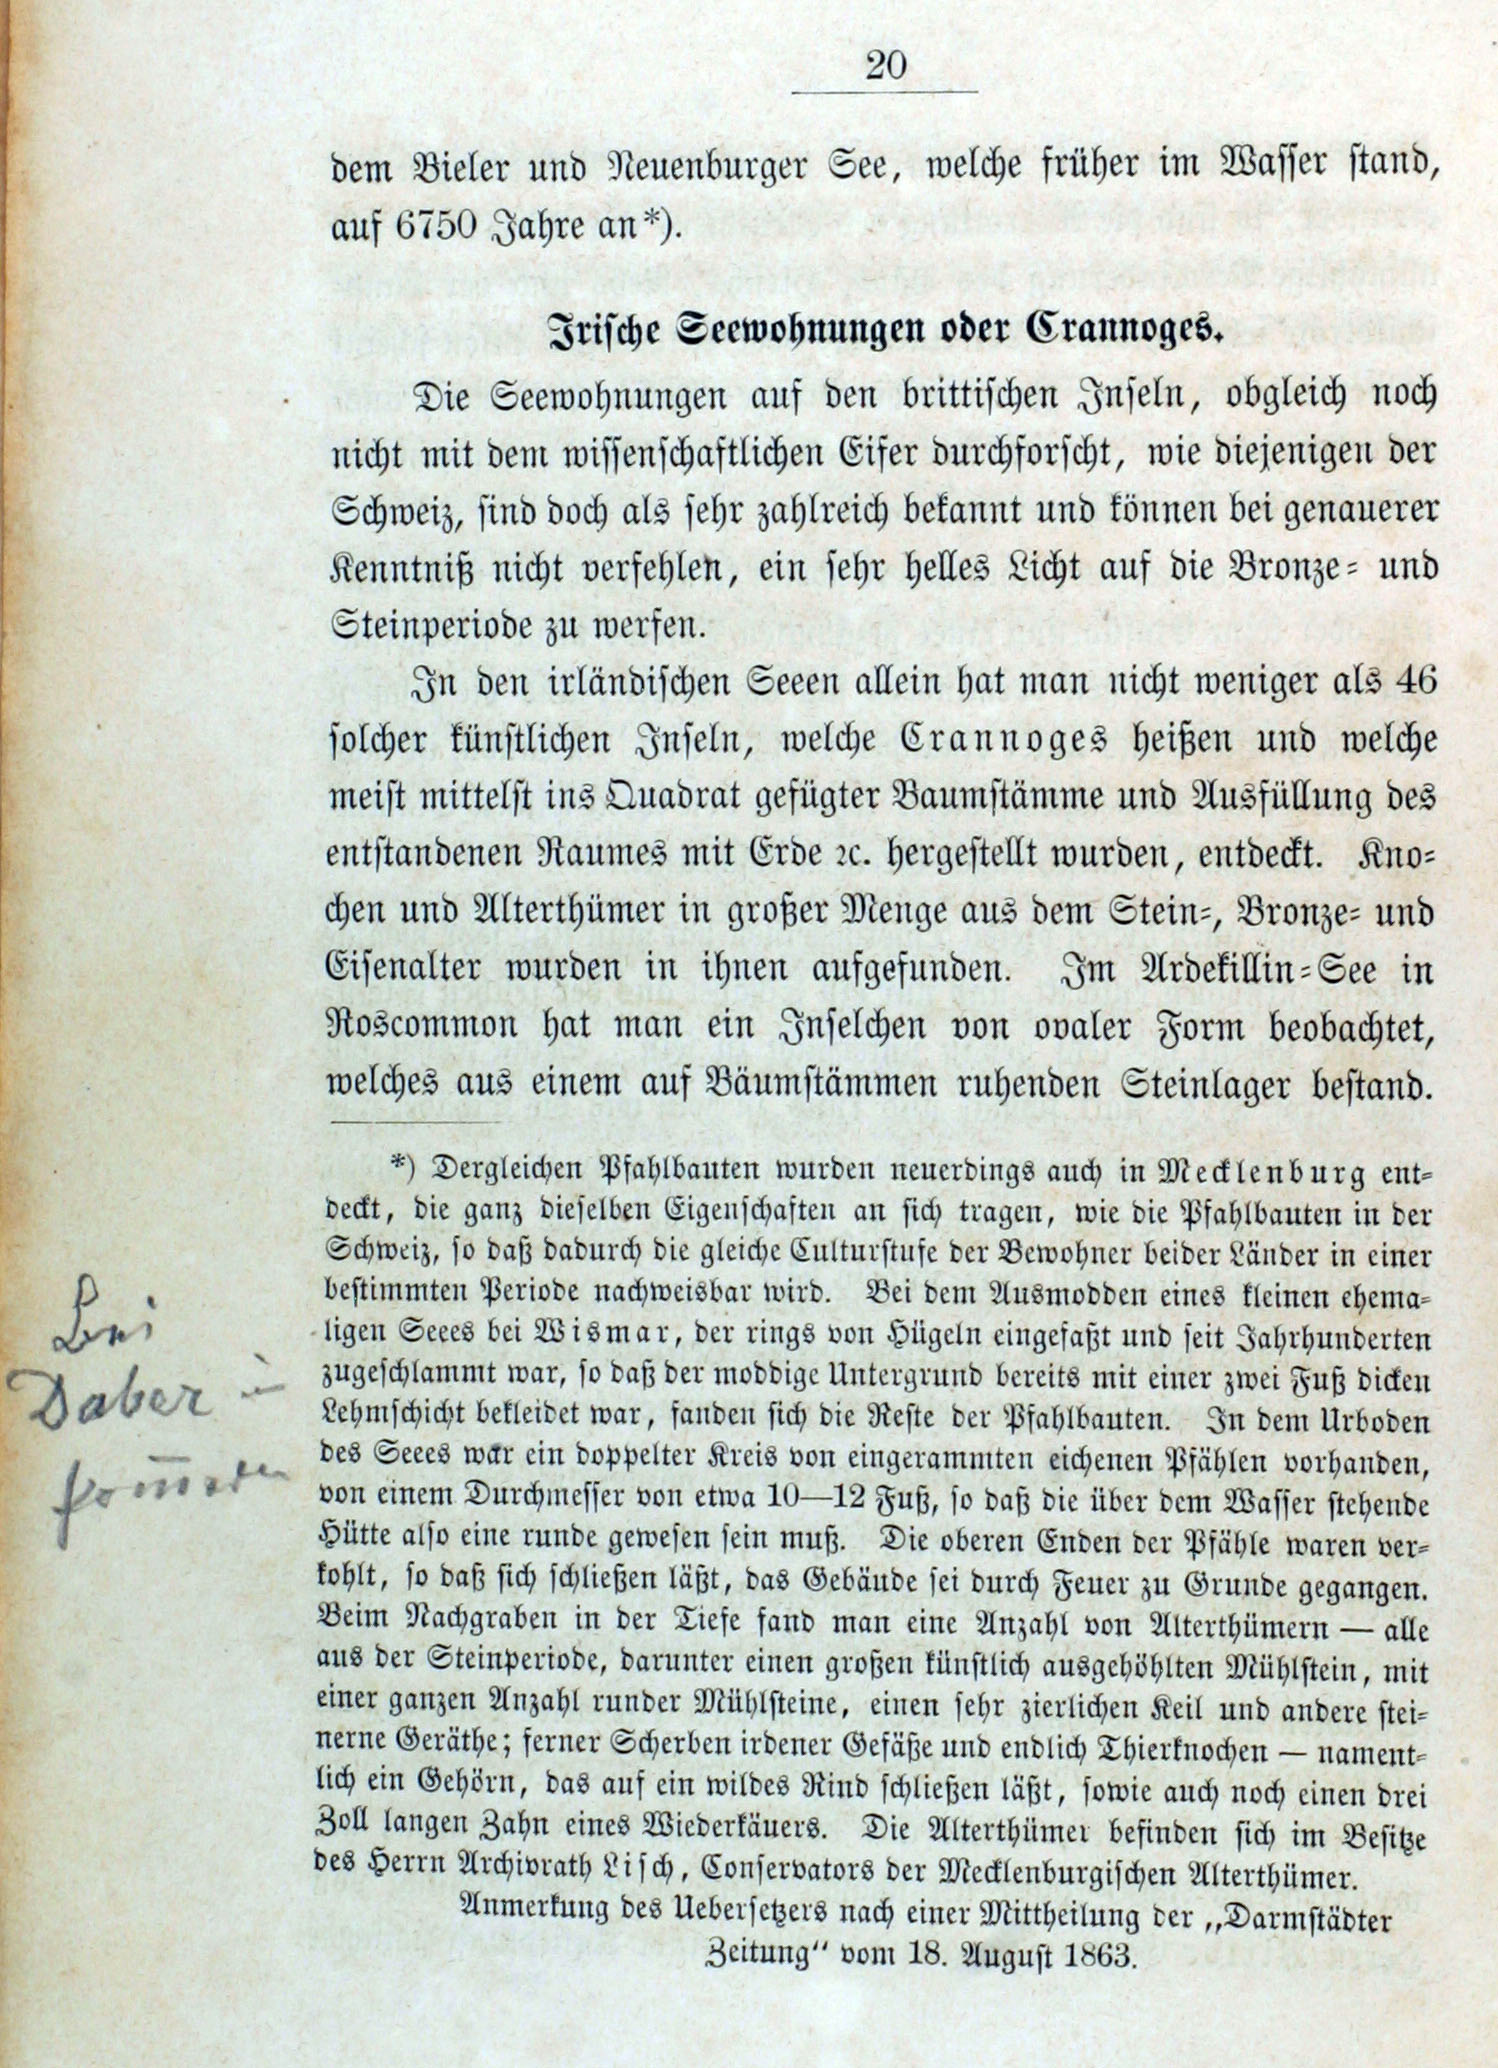 20
dem Bieler und Neuenburger See, welche früher im Wasser stand,
auf 6750 Jahre an*).
Irische Seewohnungen oder Crannoges.
Die Seewohnungen auf den brittischen Inseln, obgleich noch
nicht mit dem wissenschaftlichen Eifer durchforscht, wie diejenigen der
Schweiz, sind doch als sehr zahlreich bekannt und können bei genauerer
Kenntniß nicht verfehlen, ein sehr helles Licht auf die Bronze- und
Steinperiode zu werfen.
In den irländischen Seeen allein hat man nicht weniger als 46
solcher künstlichen Inseln, welche Crannoges heißen und welche
meist mittelst ins Quadrat gefügter Baumstämme und Ausfüllung des
entstandenen Raumes mit Erde ꝛc. hergestellt wurden, entdeckt. Kno-
chen und Alterthümer in großer Menge aus dem Stein-, Bronze- und
Eisenalter wurden in ihnen aufgefunden. Im Ardekillin-See in
Roscommon hat man ein Inselchen von ovaler Form beobachtet,
welches aus einem auf Bäumstämmen ruhenden Steinlager bestand.
*) Dergleichen Pfahlbauten wurden neuerdings auch in Mecklenburg ent-
deckt, die ganz dieselben Eigenschaften an sich tragen, wie die Pfahlbauten in der
Schweiz, so daß dadurch die gleiche Culturstufe der Bewohner beider Länder in einer
bestimmten Periode nachweisbar wird. Bei dem Ausmodden eines kleinen ehema-
ligen Seees bei Wismar, der rings von Hügeln eingefaßt und seit Jahrhunderten
zugeschlammt war, so daß der moddige Untergrund bereits mit einer zwei Fuß dicken
Lehmschicht bekleidet war, fanden sich die Reste der Pfahlbauten. In dem Urboden
des Seees war ein doppelter Kreis von eingerammten eichenen Pfählen vorhanden,
von einem Durchmesser von etwa 10—12 Fuß, so daß die über dem Wasser stehende
Hütte also eine runde gewesen sein muß. Die oberen Enden der Pfähle waren ver-
kohlt, so daß sich schließen läßt, das Gebäude sei durch Feuer zu Grunde gegangen.
Beim Nachgraben in der Tiefe fand man eine Anzahl von Alterthümern — alle
aus der Steinperiode, darunter einen großen künstlich ausgehöhlten Mühlstein, mit
einer ganzen Anzahl runder Mühlsteine, einen sehr zierlichen Keil und andere stei-
nerne Geräthe; ferner Scherben irdener Gefäße und endlich Thierknochen — nament-
lich ein Gehörn, das auf ein wildes Rind schließen läßt, sowie auch noch einen drei
Zoll langen Zahn eines Wiederkäuers. Die Alterthümer befinden sich im Besitze
des Herrn Archivrath Lisch, Conservators der Mecklenburgischen Alterthümer.
Anmerkung des Uebersetzers nach einer Mittheilung der „Darmstädter
Zeitung" vom 18. August 1863.
Bei
Daber in